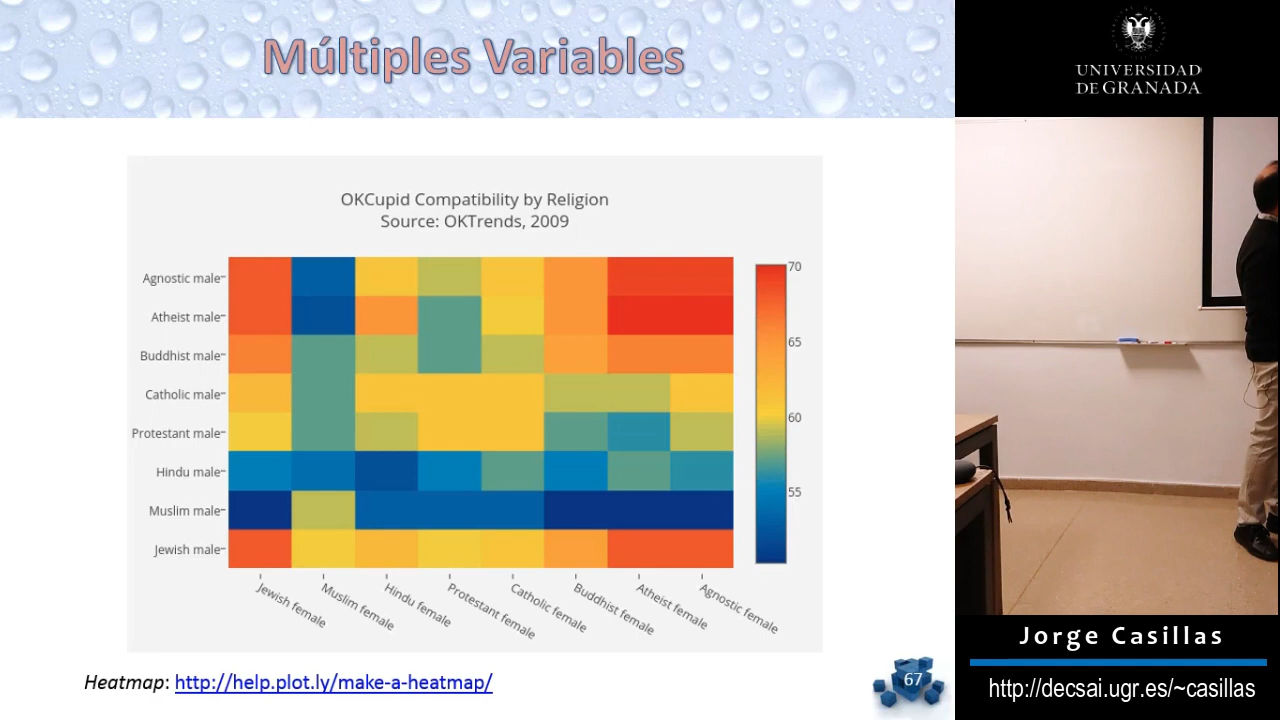 Múltiples Variables
OKCupid Compatibility by Religion
Source: OKTrends, 2009
Agnostic male
Atheist male
Buddhist male
Catholic male
Protestant male
Hindu male
Muslim male
Jewish male
Jewish female
Muslim female
Hindu female
Protestant female
Catholic female
Buddhist female
Atheist female
Agnostic female
70
65
60
55
Heatmap: http://help.plot.ly/make-a-heatmap/
67
UNIVERSIDAD
DE GRANADA
Jorge Casillas
http://decsai.ugr.es/~casillas